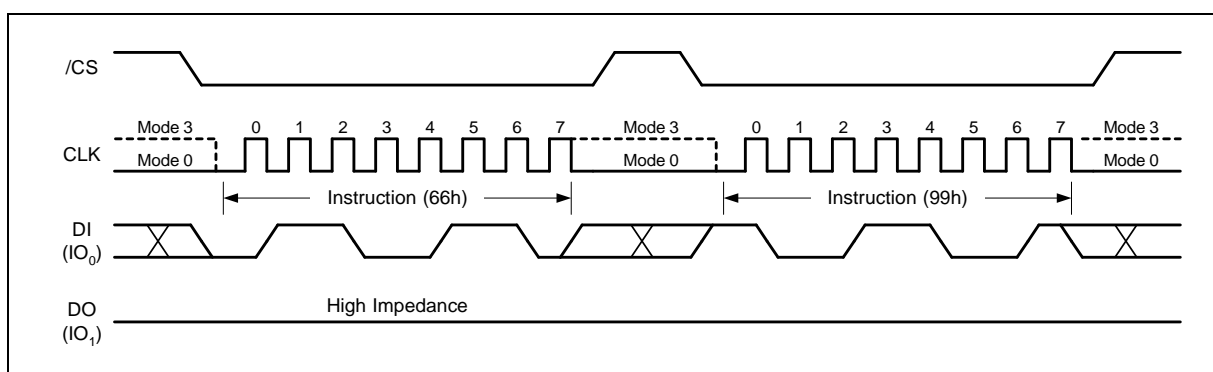 /CS
Mode 3 0 1 2 3 4 5 6 7 Mode 3 0 1 2 3 4 5 6 7 Mode 3
CLK
Mode 0 Mode 0 Mode 0
Instruction (66h) Instruction (99h)
DI
(IO0)
High Impedance
DO
(IO1)